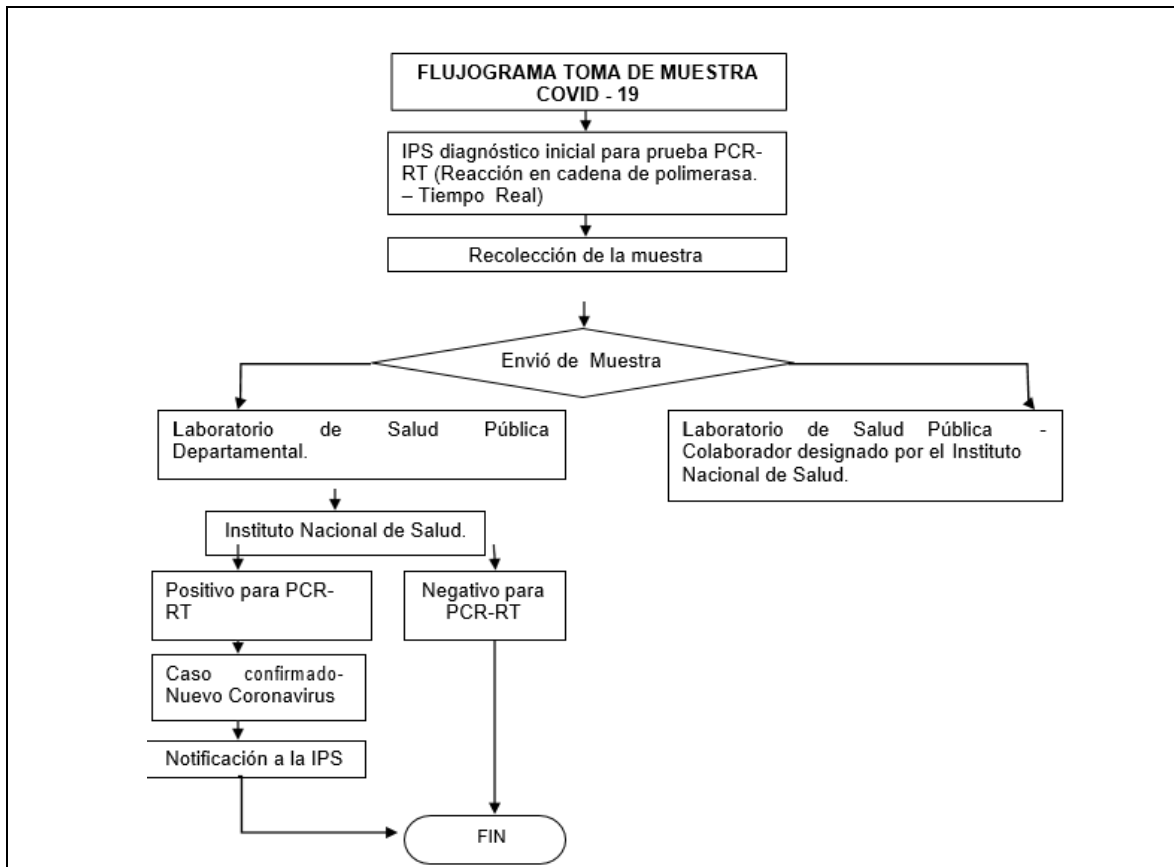 FLUJOGRAMA TOMA DE MUESTRA
COVID - 19
IPS diagnóstico inicial para prueba PCR-
RT (Reacción en cadena de polimerasa.
– Tiempo Real)
Recolección de la muestra
Envió de Muestra
Laboratorio de Salud Pública
Departamental.
Laboratorio de Salud Pública -
Colaborador designado por el Instituto
Nacional de Salud.
Instituto Nacional de Salud.
Positivo para PCR-
RT
Negativo para
PCR-RT
Caso confirmado-
Nuevo Coronavirus
Notificación a la IPS
FIN